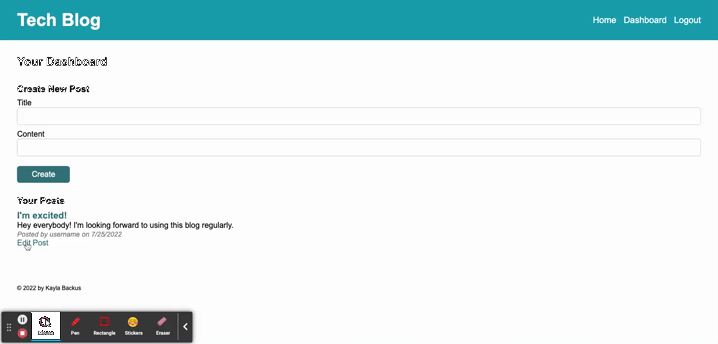 Tech Blog
Home Dashboard Logout
Your Dashboard
Create New Post
Title
Content
Create
Your Posts
I'm excited!
Hey everybody! I'm looking forward to using this blog regularly.
Posted by username on 7/25/2022
Edit Post
© 2022 by Kayla Backus
Pen Rectangle Stickers Eraser